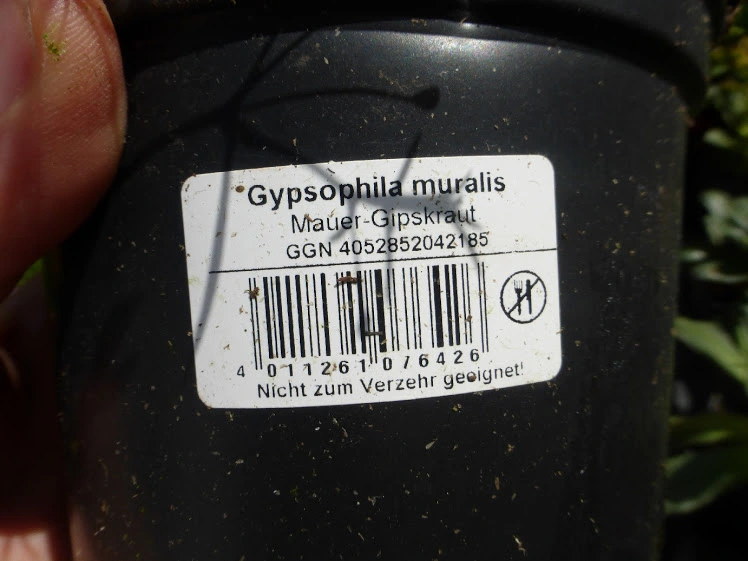 Gypsophila muralis
Mauer-Gipskraut
GGN 4052852042185
4 011261 076426
Nicht zum Verzehr geeignet!